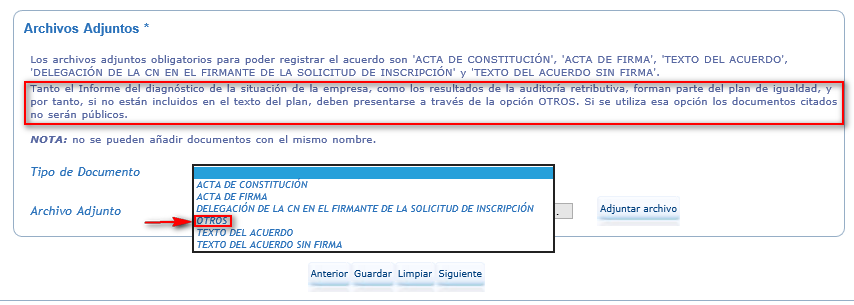 Archivos Adjuntos *
Los archivos adjuntos obligatorios para poder registrar el acuerdo son 'ACTA DE CONSTITUCIÓN', 'ACTA DE FIRMA', 'TEXTO DEL ACUERDO',
'DELEGACIÓN DE LA CN EN EL FIRMANTE DE LA SOLICITUD DE INSCRIPCIÓN' y 'TEXTO DEL ACUERDO SIN FIRMA'.
Tanto el Informe del diagnóstico de la situación de la empresa, como los resultados de la auditoría retributiva, forman parte del plan de igualdad, y
por tanto, si no están incluidos en el texto del plan, deben presentarse a través de la opción OTROS. Si se utiliza esa opción los documentos citados
no serán públicos.
NOTA: no se pueden añadir documentos con el mismo nombre.
Tipo de Documento
ACTA DE CONSTITUCIÓN
ACTA DE FIRMA
DELEGACIÓN DE LA CN EN EL FIRMANTE DE LA SOLICITUD DE INSCRIPCIÓN
Archivo Adjunto
Adjuntar archivo
OTROS
TEXTO DEL ACUERDO
TEXTO DEL ACUERDO SIN FIRMA
Anterior Guardar Limpiar Siguiente